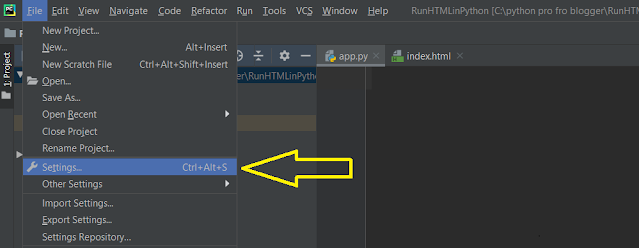 PC File Edit View Navigate Code Refactor Run Tools VCS Window Help RunHTMLinPython [C:\python pro fro blogger\RunHTM
New Project...
New... Alt+Insert
New Scratch File Ctrl+Alt+Shift+Insert
Open...
Save As...
Open Recent
Close Project
Rename Project...
Settings... Ctrl+Alt+S
Other Settings
Import Settings...
Export Settings...
Settings Repository...
1: Project
er\RunHTMLinPytho
app.py
index.html